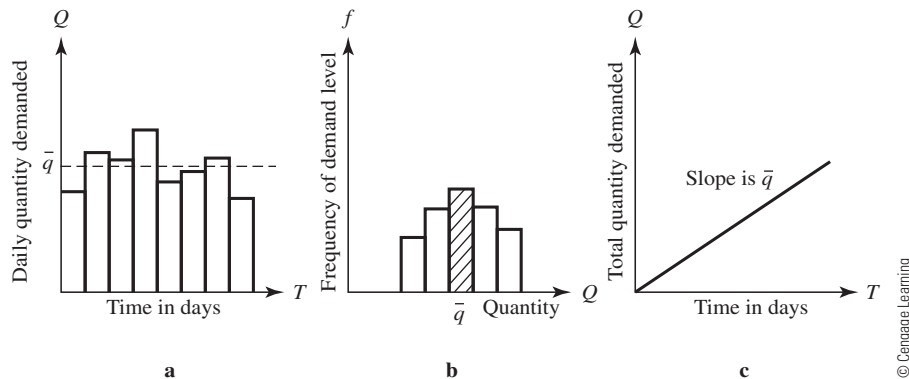 Q
Daily quantity demanded
q̄
T
Time in days
a
f
Frequency of demand level
Q
q̄ Quantity
b
Q
Total quantity demanded
Slope is q̄
T
Time in days
c
© Cengage Learning